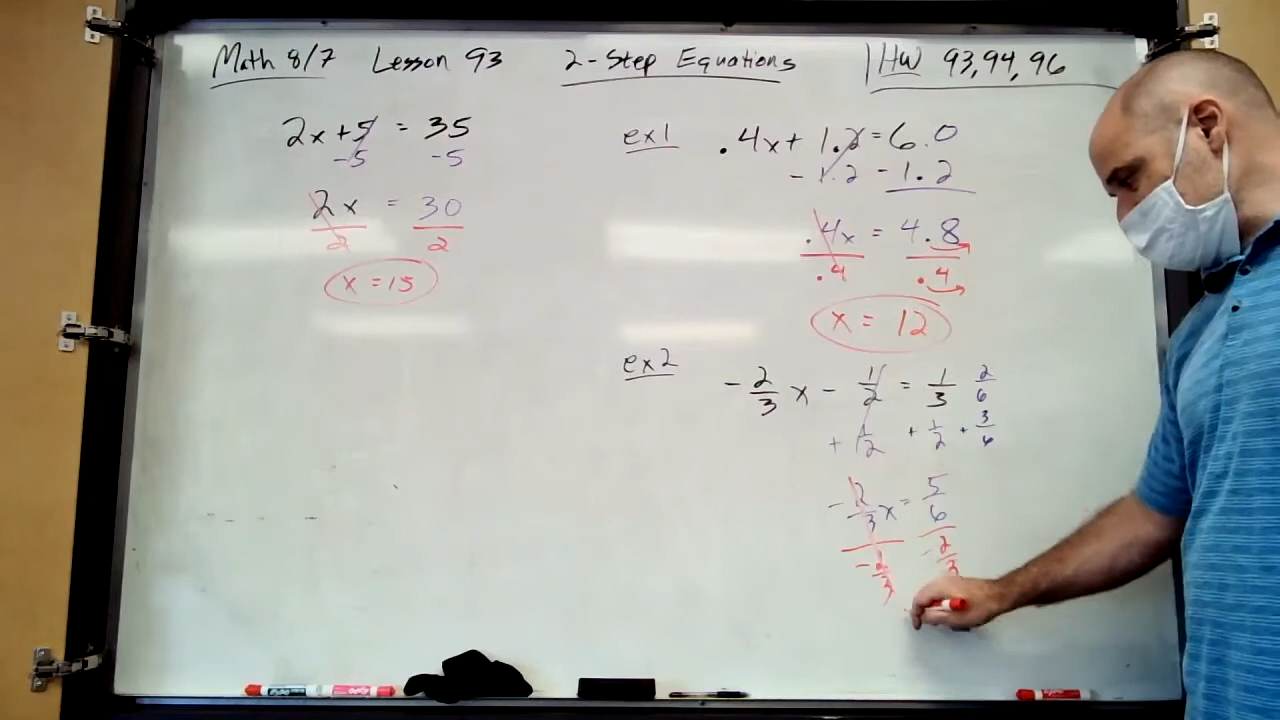 Math 8/7 Lesson 93 2-Step Equations HW 93, 94, 96
2x + 5 = 35
-5 -5
2x = 30
2 2
x = 15
ex1 .4x + 1.2 = 6.0
- 1.2 - 1.2
.4x = 4.8
.4 .4
x = 12
ex2 - 2/3 x - 1/2 = 1/3 2/6
+ 1/2 + 1/2 + 3/6
- 2/3 x = 5/6
- 2/3 - 2/3